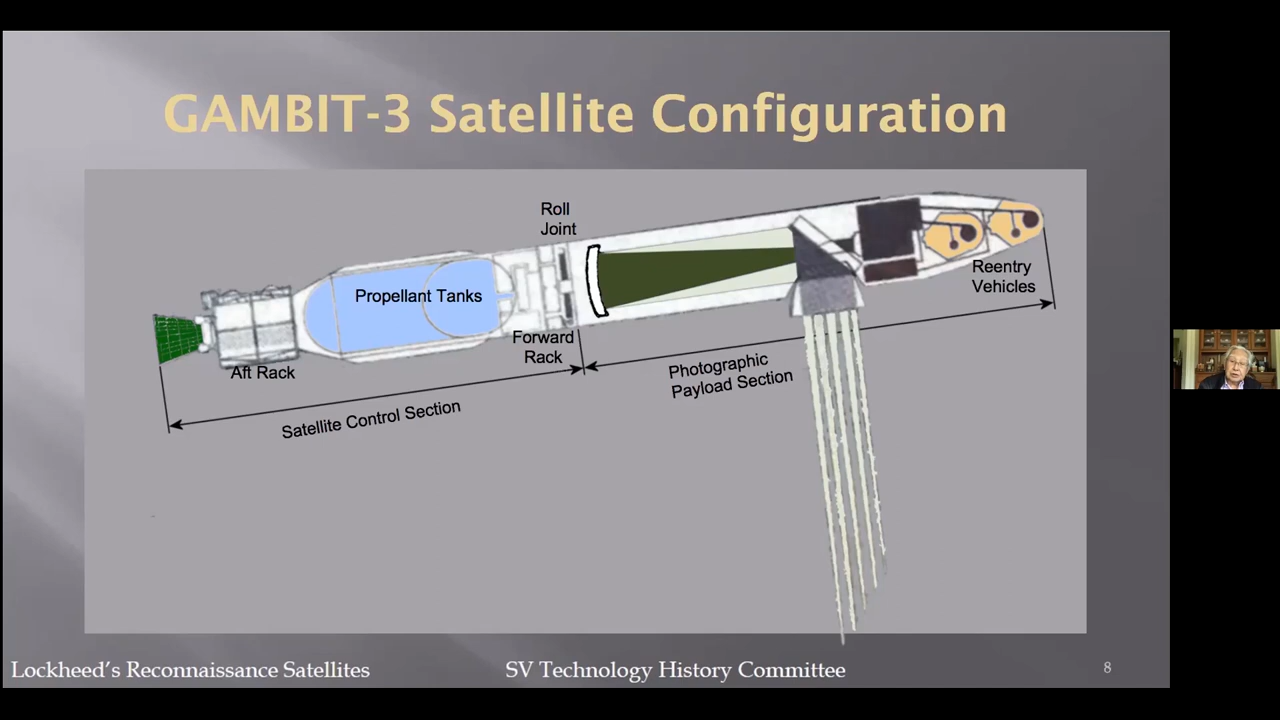 GAMBIT-3 Satellite Configuration
Roll
Joint
Propellant Tanks
Reentry
Vehicles
Forward
Rack
Aft Rack
Photographic
Payload Section
Satellite Control Section
Lockheed’s Reconnaissance Satellites
SV Technology History Committee
8